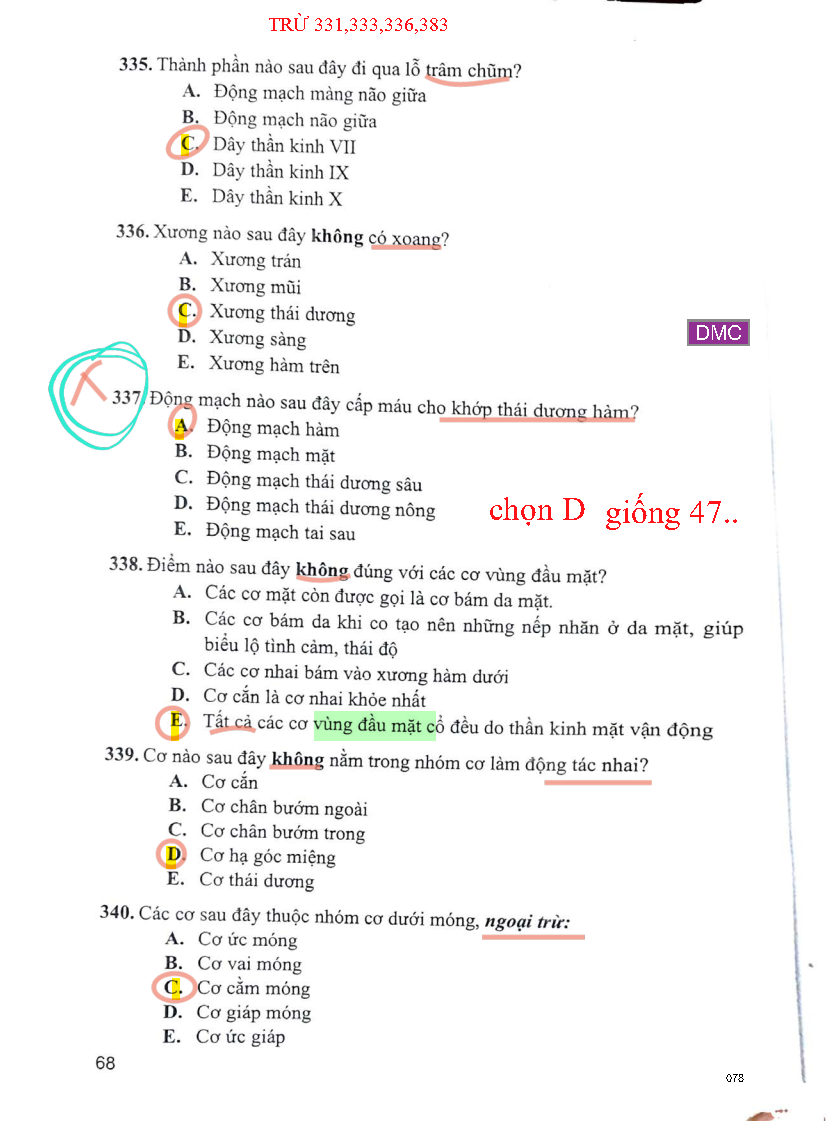 TRỪ 331,333,336,383
335. Thành phần nào sau đây đi qua lỗ trâm chũm?
A. Động mạch màng não giữa
B. Động mạch não giữa
C. Dây thần kinh VII
D. Dây thần kinh IX
E. Dây thần kinh X
336. Xương nào sau đây không có xoang?
A. Xương trán
B. Xương mũi
C. Xương thái dương
D. Xương sàng
E. Xương hàm trên
DMC
337. Động mạch nào sau đây cấp máu cho khớp thái dương hàm?
A. Động mạch hàm
B. Động mạch mặt
C. Động mạch thái dương sâu
D. Động mạch thái dương nông
E. Động mạch tai sau
chọn D giống 47..
338. Điểm nào sau đây không đúng với các cơ vùng đầu mặt?
A. Các cơ mặt còn được gọi là cơ bám da mặt.
B. Các cơ bám da khi co tạo nên những nếp nhăn ở da mặt, giúp
biểu lộ tình cảm, thái độ
C. Các cơ nhai bám vào xương hàm dưới
D. Cơ cắn là cơ nhai khỏe nhất
E. Tất cả các cơ vùng đầu mặt cổ đều do thần kinh mặt vận động
339. Cơ nào sau đây không nằm trong nhóm cơ làm động tác nhai?
A. Cơ cắn
B. Cơ chân bướm ngoài
C. Cơ chân bướm trong
D. Cơ hạ góc miệng
E. Cơ thái dương
340. Các cơ sau đây thuộc nhóm cơ dưới móng, ngoại trừ:
A. Cơ ức móng
B. Cơ vai móng
C. Cơ cằm móng
D. Cơ giáp móng
E. Cơ ức giáp
68
078